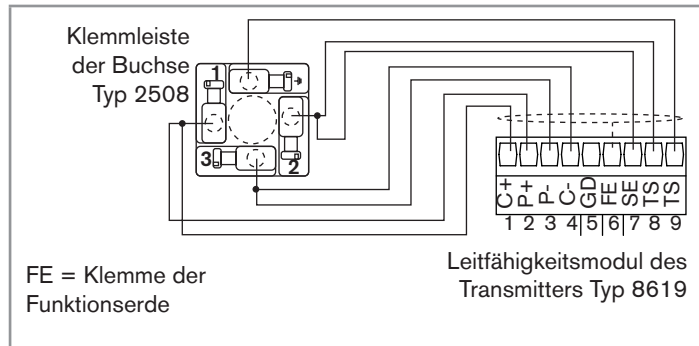 Klemmleiste
der Buchse
Typ 2508
1
2
3
C+ P+ P- C- GD FE SE TS TS
1 2 3 4 5 6 7 8 9
FE = Klemme der
Funktionserde
Leitfähigkeitsmodul des
Transmitters Typ 8619